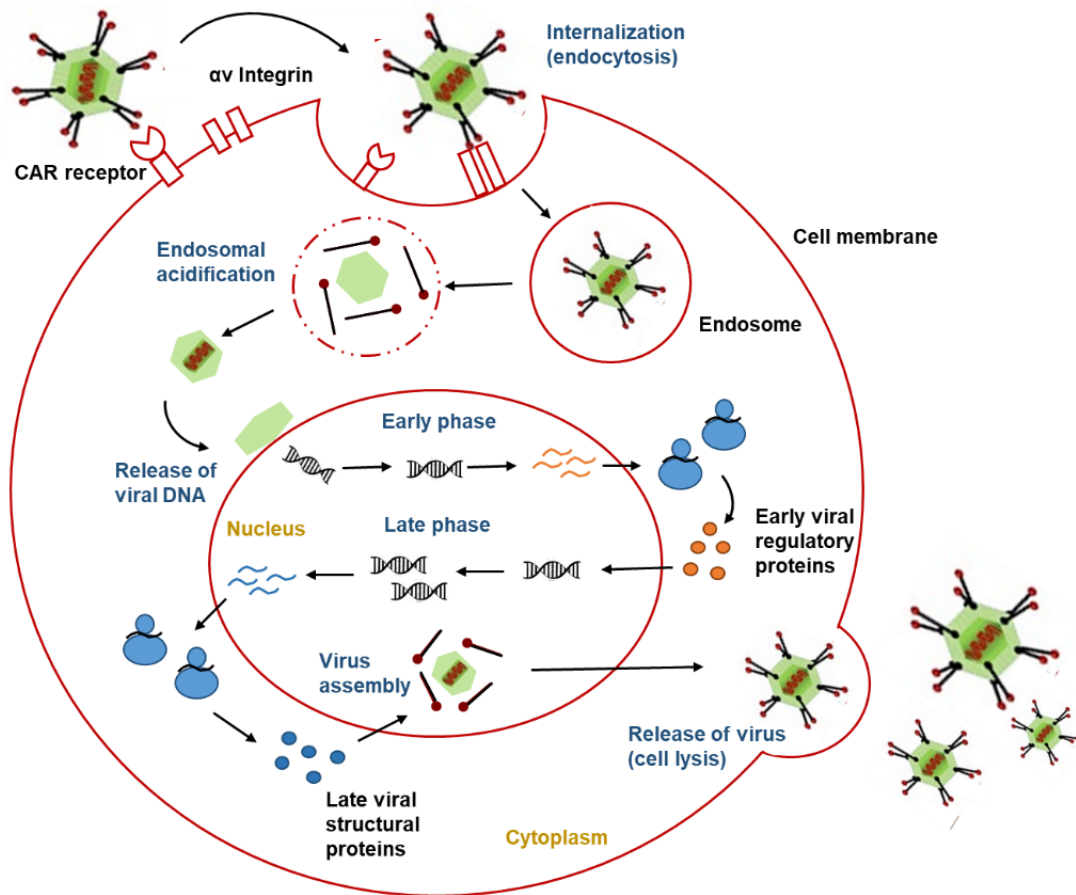 Internalization
(endocytosis)
αv Integrin
CAR receptor
Cell membrane
Endosomal
acidification
Endosome
Early phase
Release of
viral DNA
Nucleus
Late phase
Early viral
regulatory
proteins
Virus
assembly
Release of virus
(cell lysis)
Late viral
structural
proteins
Cytoplasm